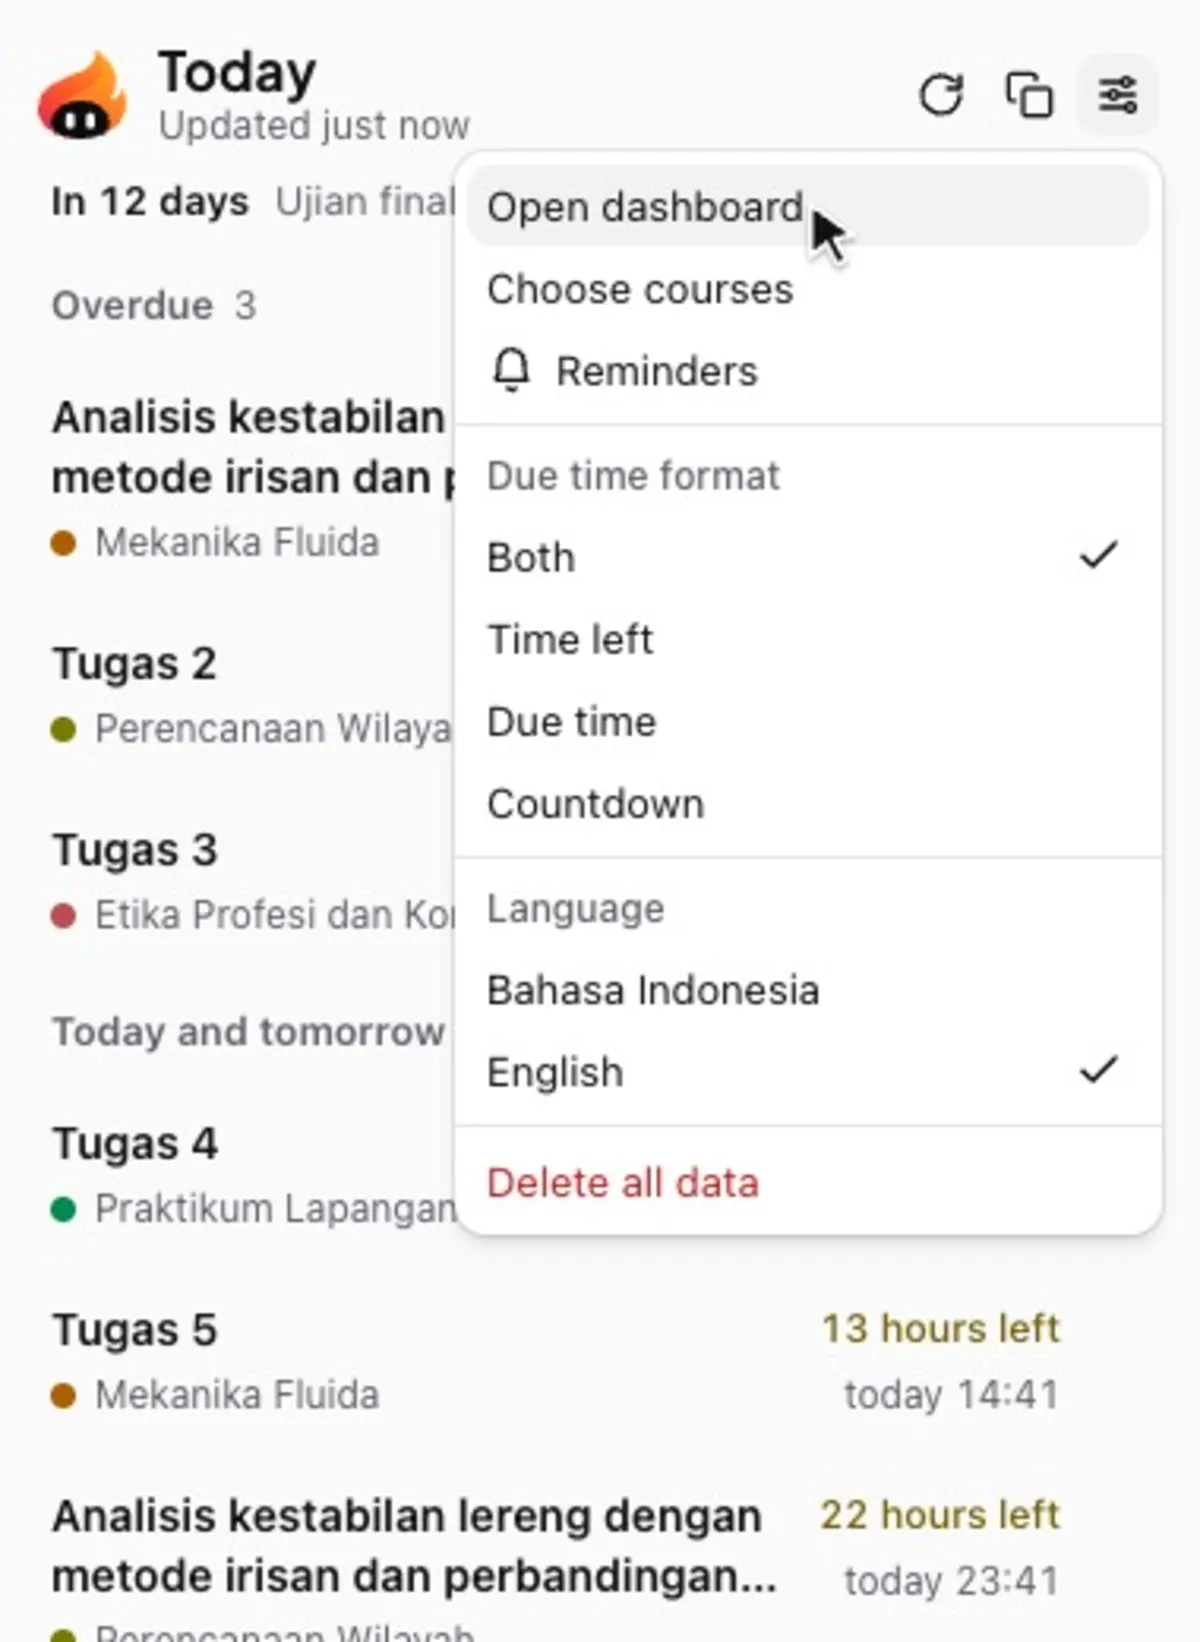 Today
Updated just now
In 12 days Ujian final
Open dashboard
Choose courses
Reminders
Overdue 3
Analisis kestabilan
metode irisan dan
Mekanika Fluida
Due time format
Both
Time left
Due time
Countdown
Tugas 2
Perencanaan Wilaya
Tugas 3
Etika Profesi dan
Language
Bahasa Indonesia
English
Today and tomorrow
Tugas 4
Praktikum Lapangan
Delete all data
Tugas 5 13 hours left
Mekanika Fluida today 14:41
Analisis kestabilan lereng dengan 22 hours left
metode irisan dan perbandingan... today 23:41
Perencanaan Wilayah